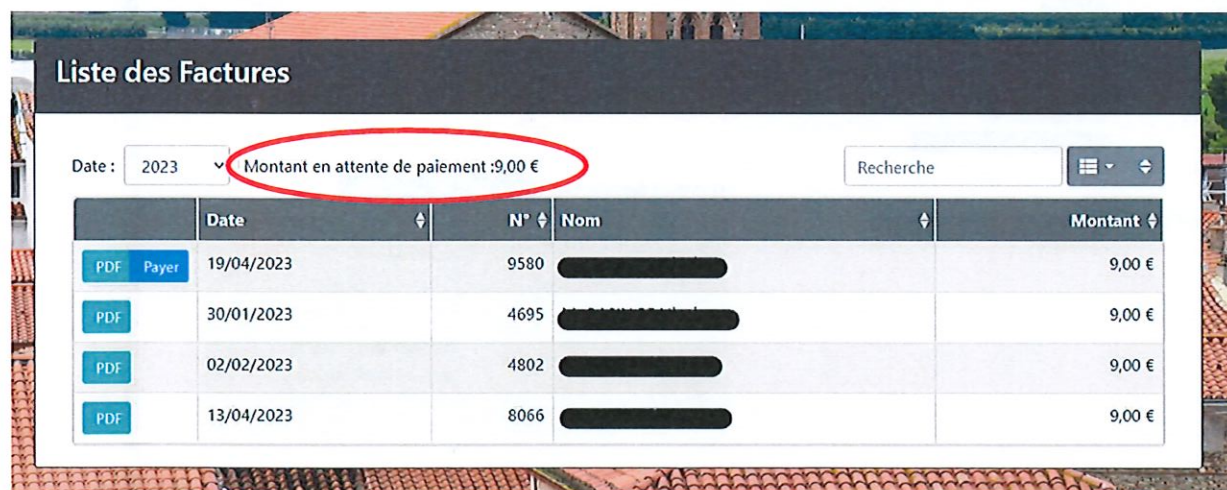 Liste des Factures
Date : 2023 Montant en attente de paiement :9,00 € Recherche
Date N° Nom Montant
PDF Payer 19/04/2023 9580 9,00 €
PDF 30/01/2023 4695 9,00 €
PDF 02/02/2023 4802 9,00 €
PDF 13/04/2023 8066 9,00 €